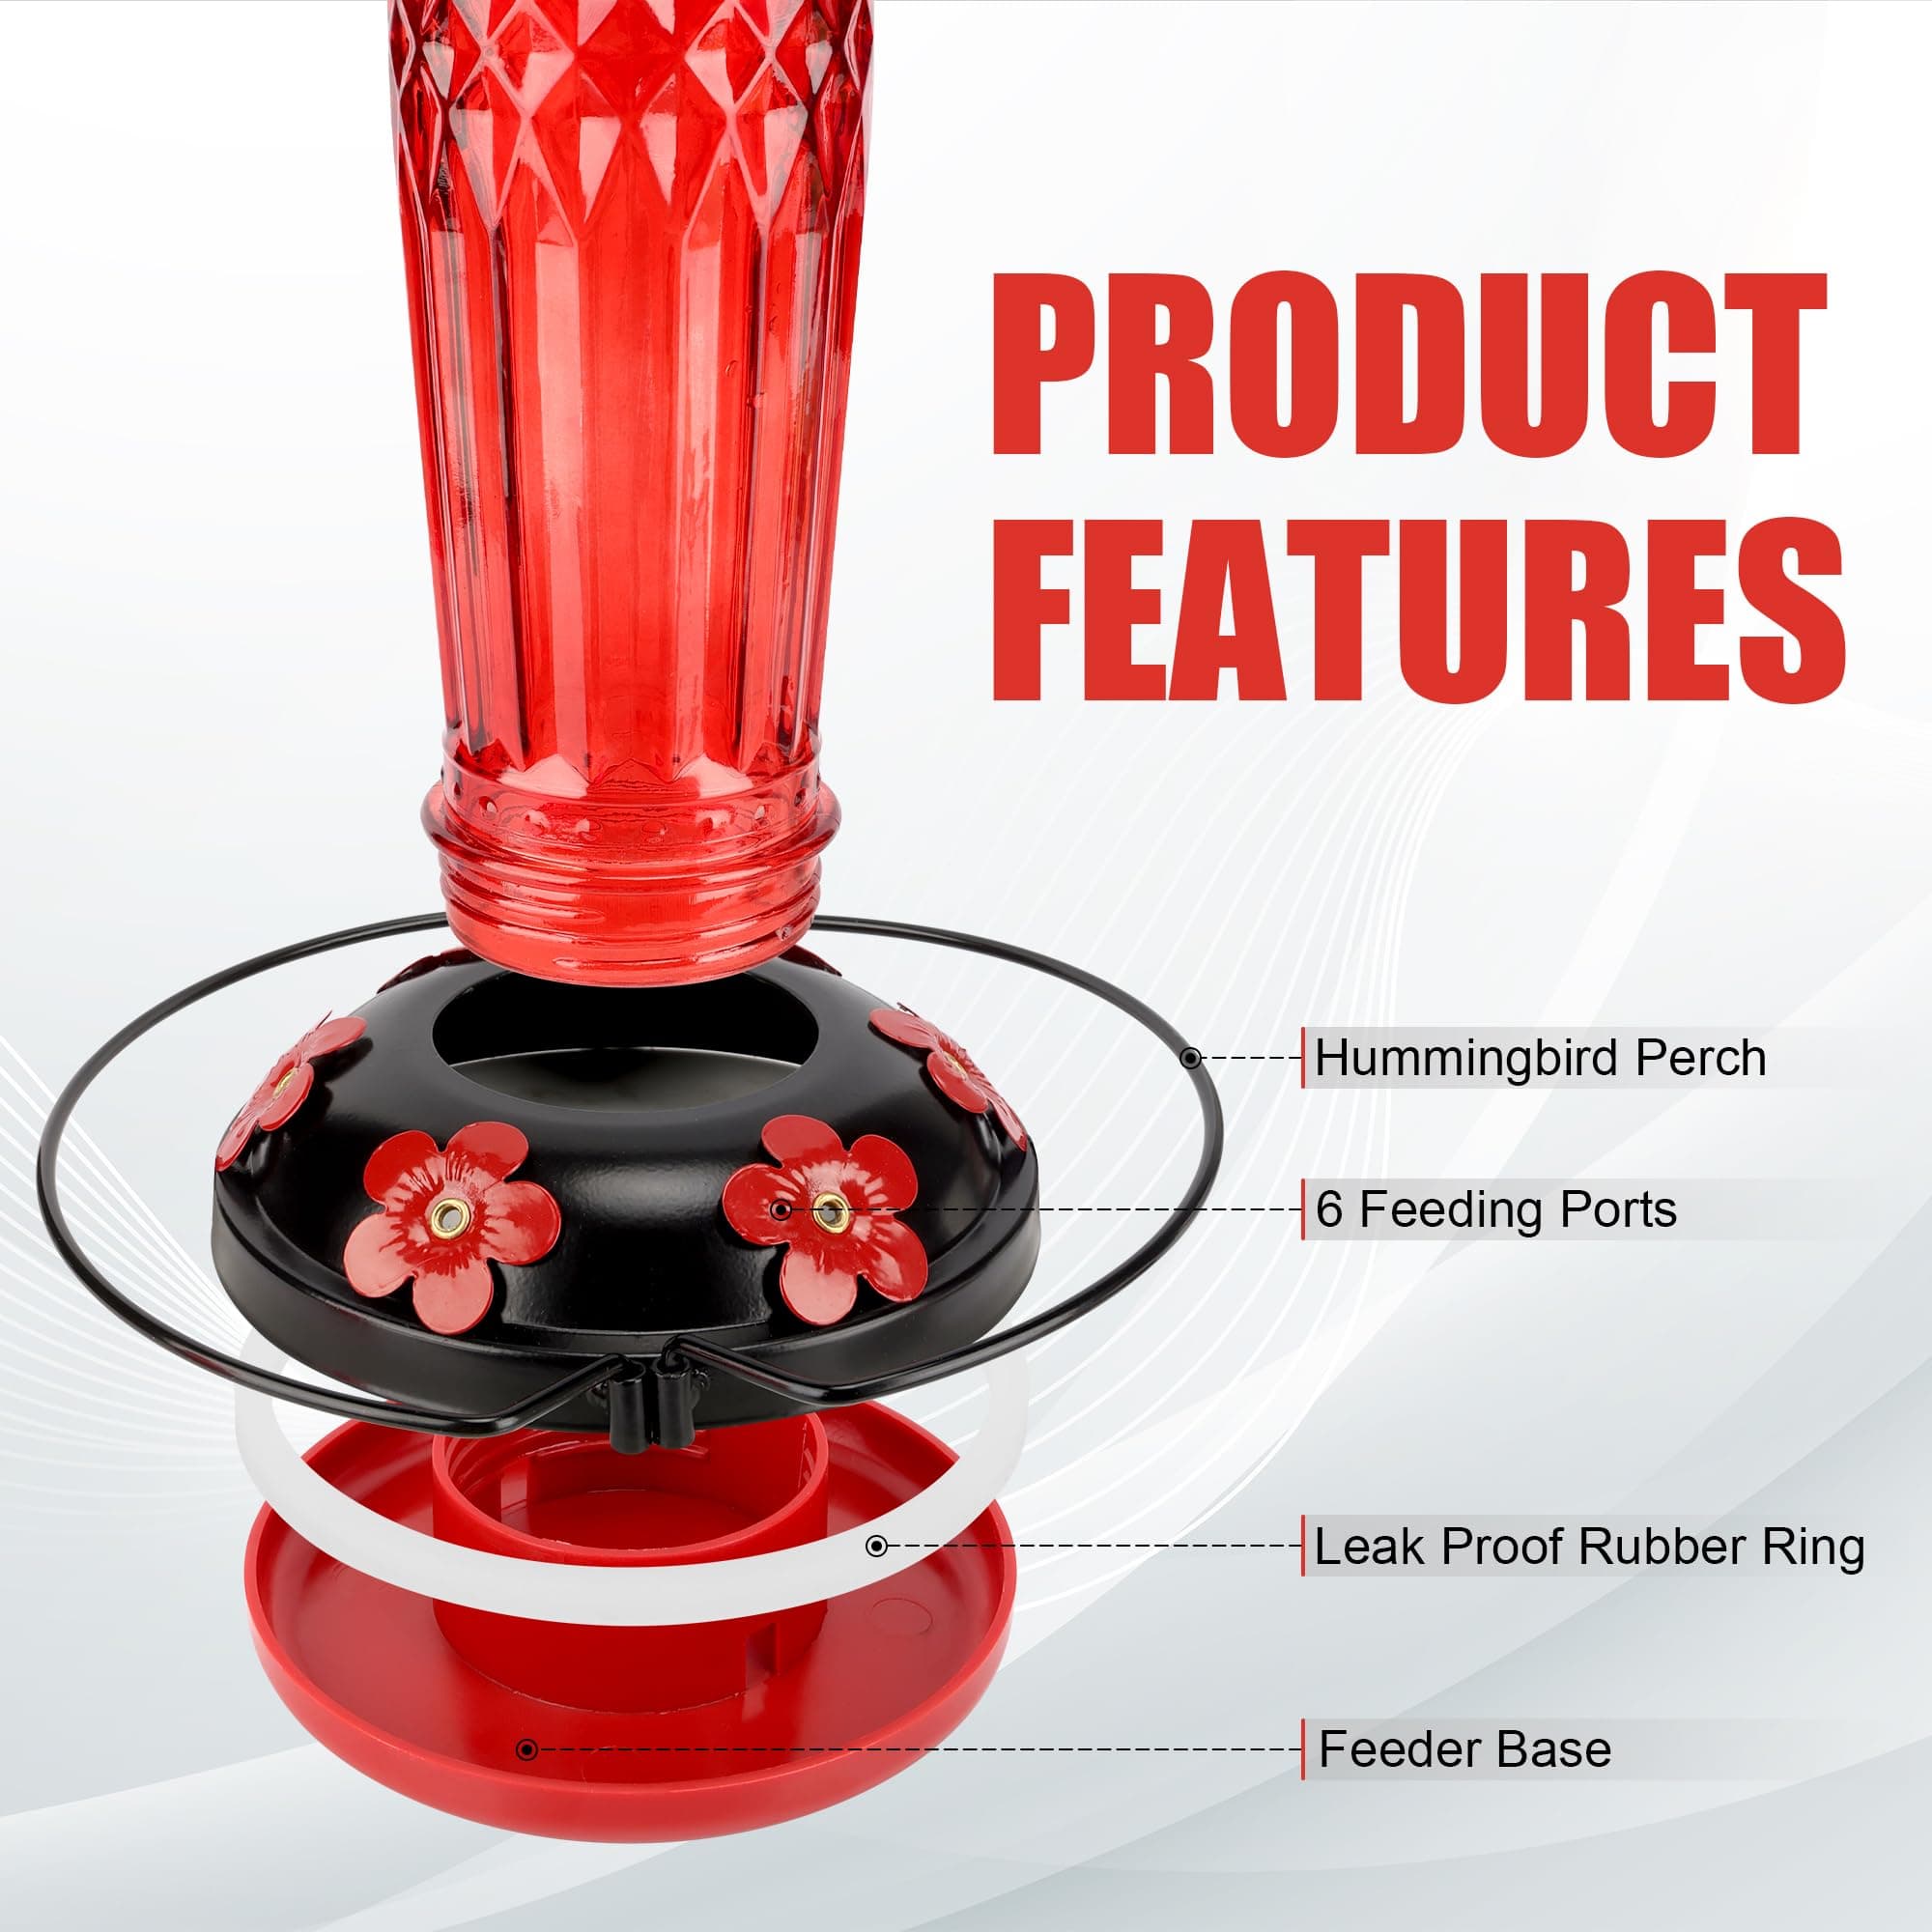 PRODUCT
FEATURES
Hummingbird Perch
6 Feeding Ports
Leak Proof Rubber Ring
Feeder Base